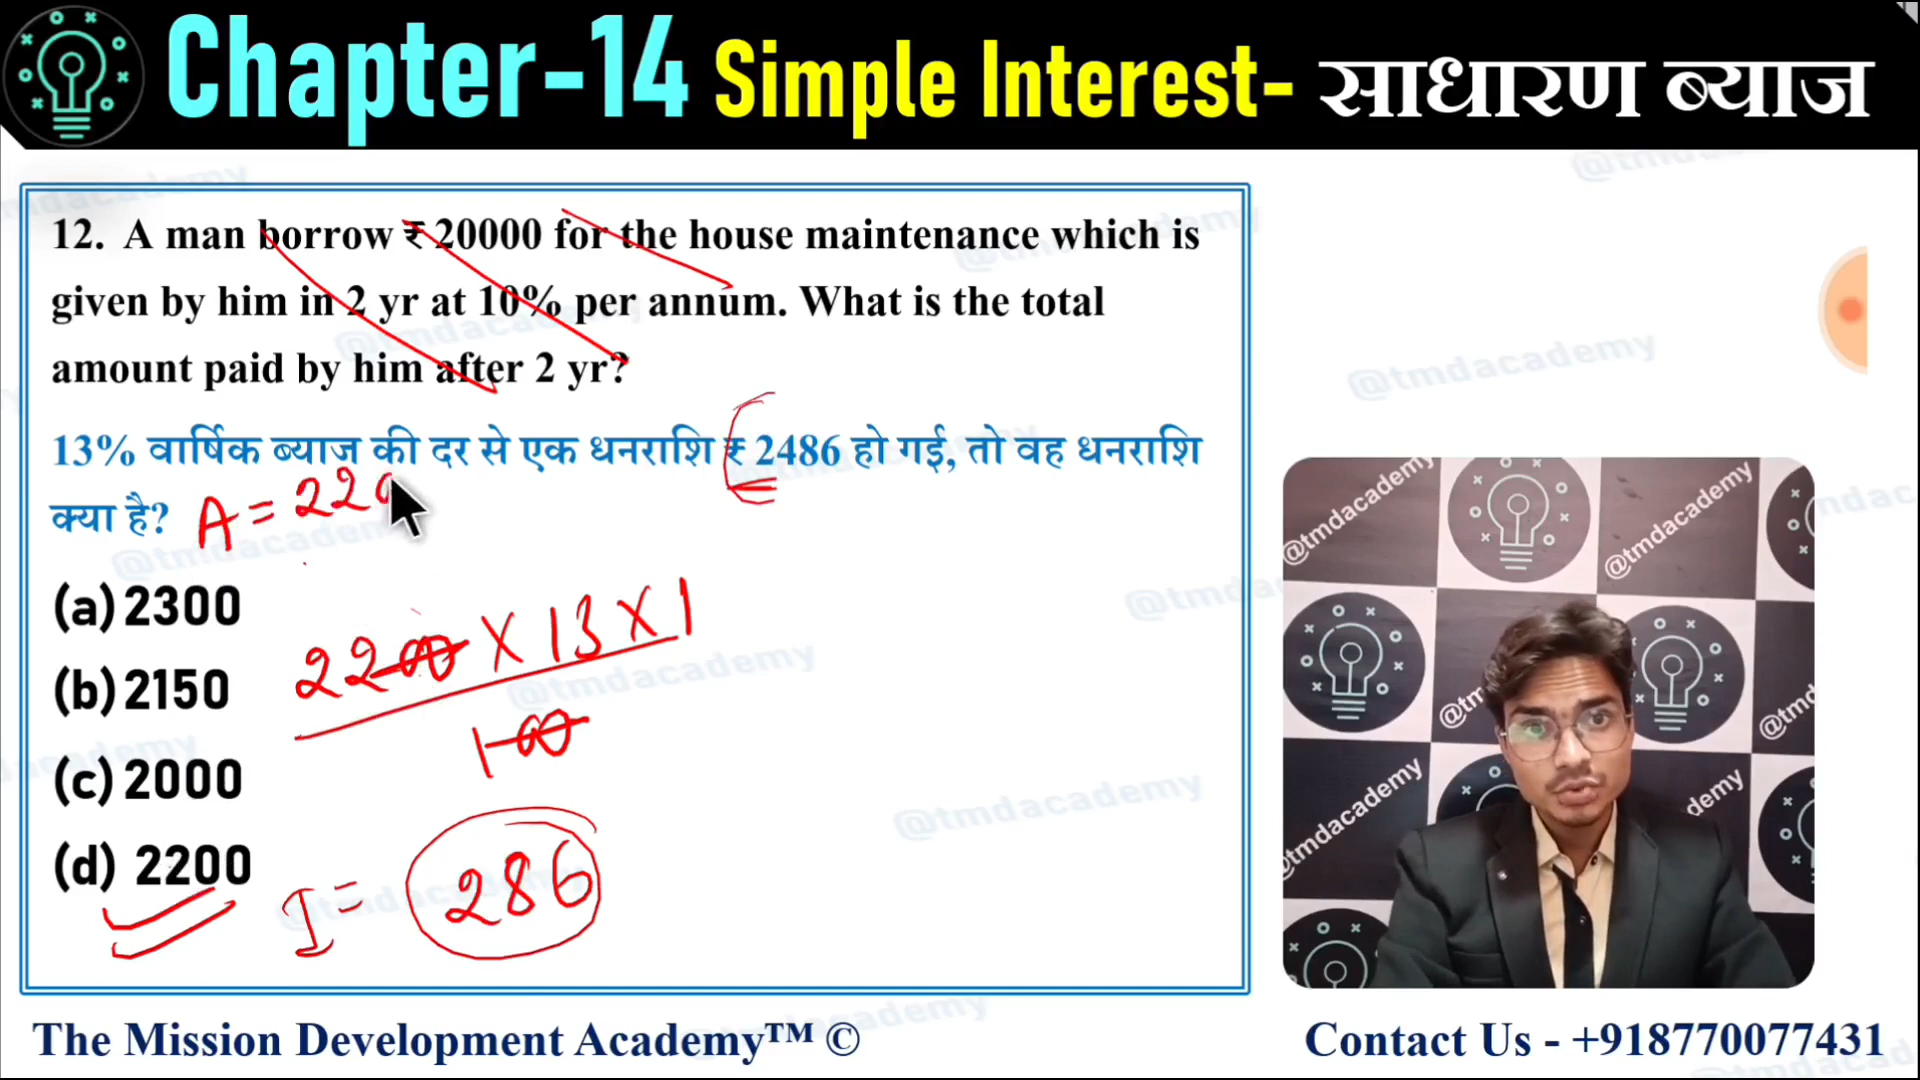 Chapter-14 Simple Interest- साधारण ब्याज
12. A man borrow ₹ 20000 for the house maintenance which is
given by him in 2 yr at 10% per annum. What is the total
amount paid by him after 2 yr?
13% वार्षिक ब्याज की दर से एक धनराशि ₹ 2486 हो गई, तो वह धनराशि
क्या है? A = 220
(a) 2300
2200 × 13 × 1
(b) 2150
100
(c) 2000
(d) 2200
I = 286
@tmdacademy
@tmdacademy
@tmdacademy
@tmdacademy
The Mission Development Academy™ ©
Contact Us - +918770077431